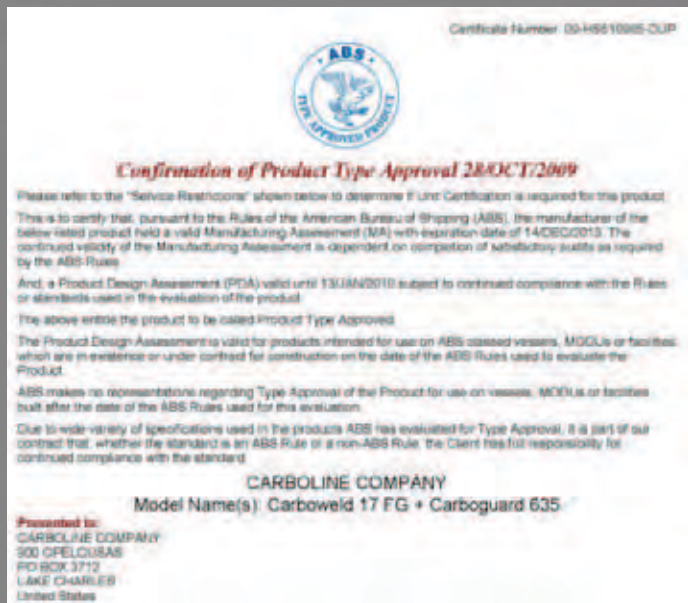 Certificate Number: 09-HS510965-DUP
ABS
TYPE APPROVED PRODUCT
Confirmation of Product Type Approval 28/OCT/2009
Please refer to the "Service Restrictions" shown below to determine if Unit Certification is required for this product.
This is to certify that, pursuant to the Rules of the American Bureau of Shipping (ABS), the manufacturer of the
below listed product held a valid Manufacturing Assessment (MA) with expiration date of 14/DEC/2013. The
continued validity of the Manufacturing Assessment is dependent on completion of satisfactory audits as required
by the ABS Rules.
And, a Product Design Assessment (PDA) valid until 13/JAN/2010 subject to continued compliance with the Rules
or standards used in the evaluation of the product.
The above entitle the product to be called Product Type Approved.
The Product Design Assessment is valid for products intended for use on ABS classed vessels, MODUs or facilities
which are in existence or under contract for construction on the date of the ABS Rules used to evaluate the
Product.
ABS makes no representations regarding Type Approval of the Product for use on vessels, MODUs or facilities
built after the date of the ABS Rules used for this evaluation.
Due to wide variety of specifications used in the products ABS has evaluated for Type Approval, it is part of our
contract that, whether the standard is an ABS Rule or a non-ABS Rule, the Client has full responsibility for
continued compliance with the standard.
CARBOLINE COMPANY
Model Name(s): Carboweld 17 FG + Carboguard 635
Presented to:
CARBOLINE COMPANY
900 OPELOUSAS
PO BOX 3712
LAKE CHARLES
United States